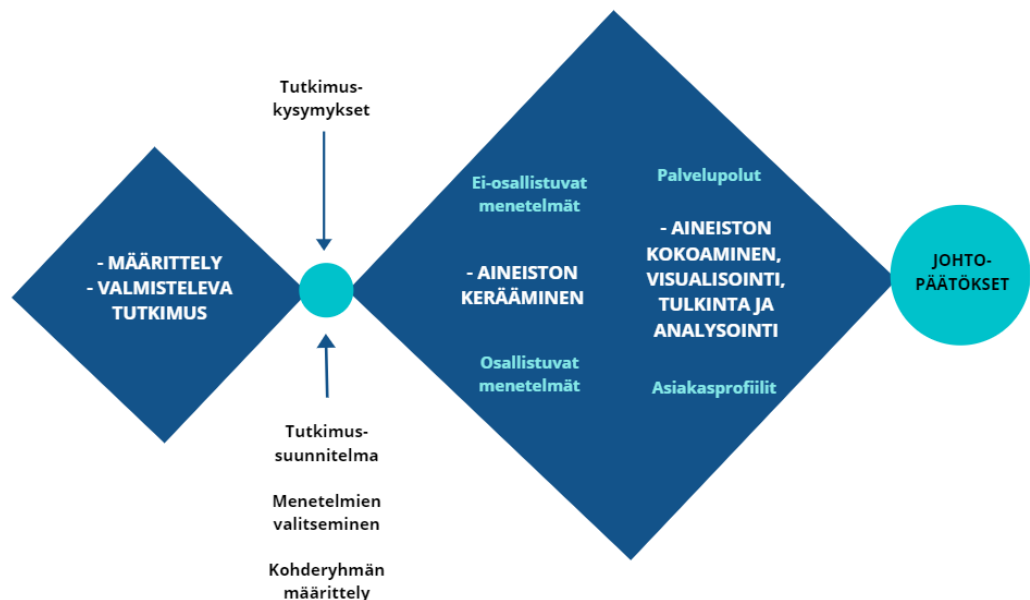 - MÄÄRITTELY
- VALMISTELEVA
TUTKIMUS
Tutkimus-
kysymykset
Tutkimus-
suunnitelma
Menetelmien
valitseminen
Kohderyhmän
määrittely
Ei-osallistuvat
menetelmät
- AINEISTON
KERÄÄMINEN
Osallistuvat
menetelmät
Palvelupolut
- AINEISTON
KOKOAMINEN,
VISUALISOINTI,
TULKINTA JA
ANALYSOINTI
Asiakasprofiilit
JOHTO-
PÄÄTÖKSET